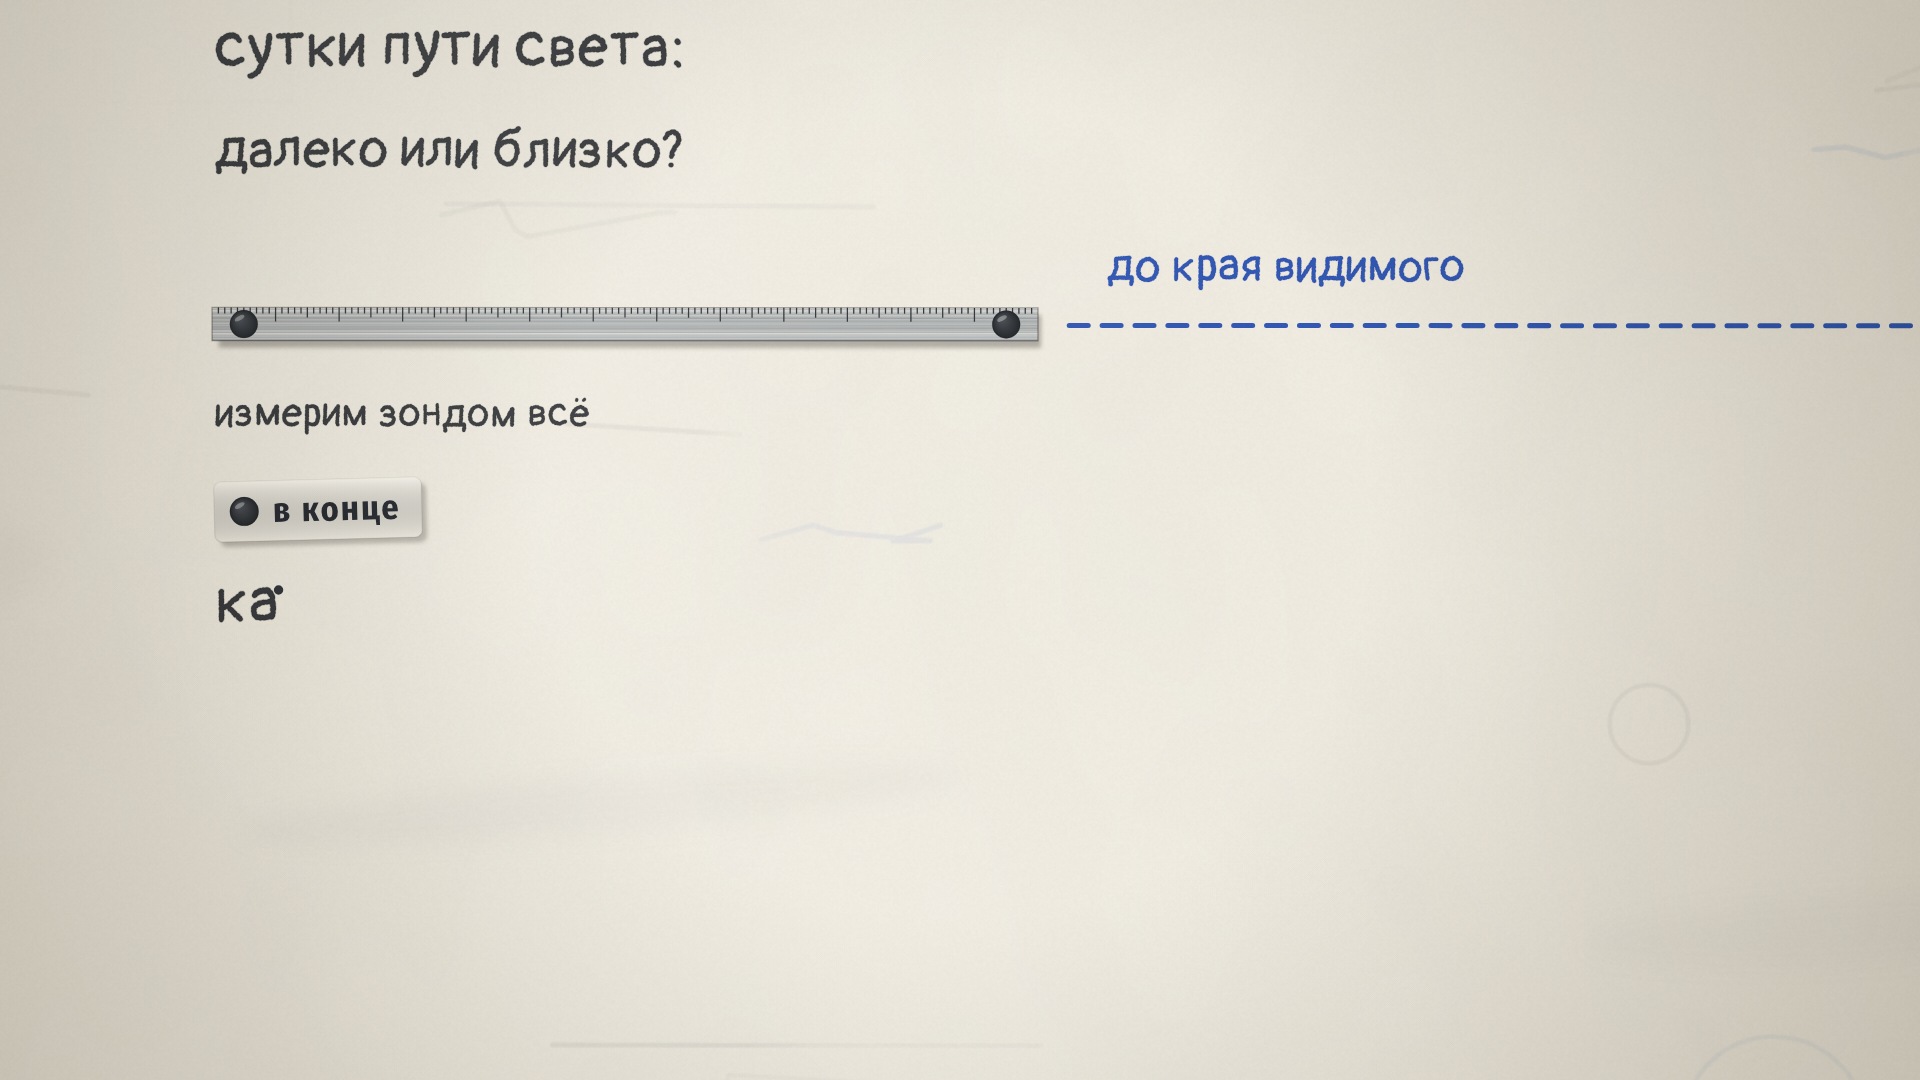 сутки пути света:
далеко или близко?
до края видимого
измерим зондом всё
в конце
ка